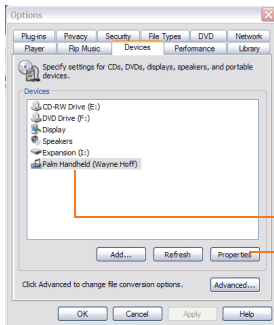 Options
Plug-ins Privacy Security File Types DVD Network
Player Rip Music Devices Performance Library
Specify settings for CDs, DVDs, displays, speakers, and portable
devices.
Devices
CD-RW Drive (E:)
DVD Drive (F:)
Display
Speakers
Expansion (I:)
Palm Handheld (Wayne Hoff)
Add... Refresh Properties
Click Advanced to change file conversion options. Advanced...
OK Cancel Apply Help